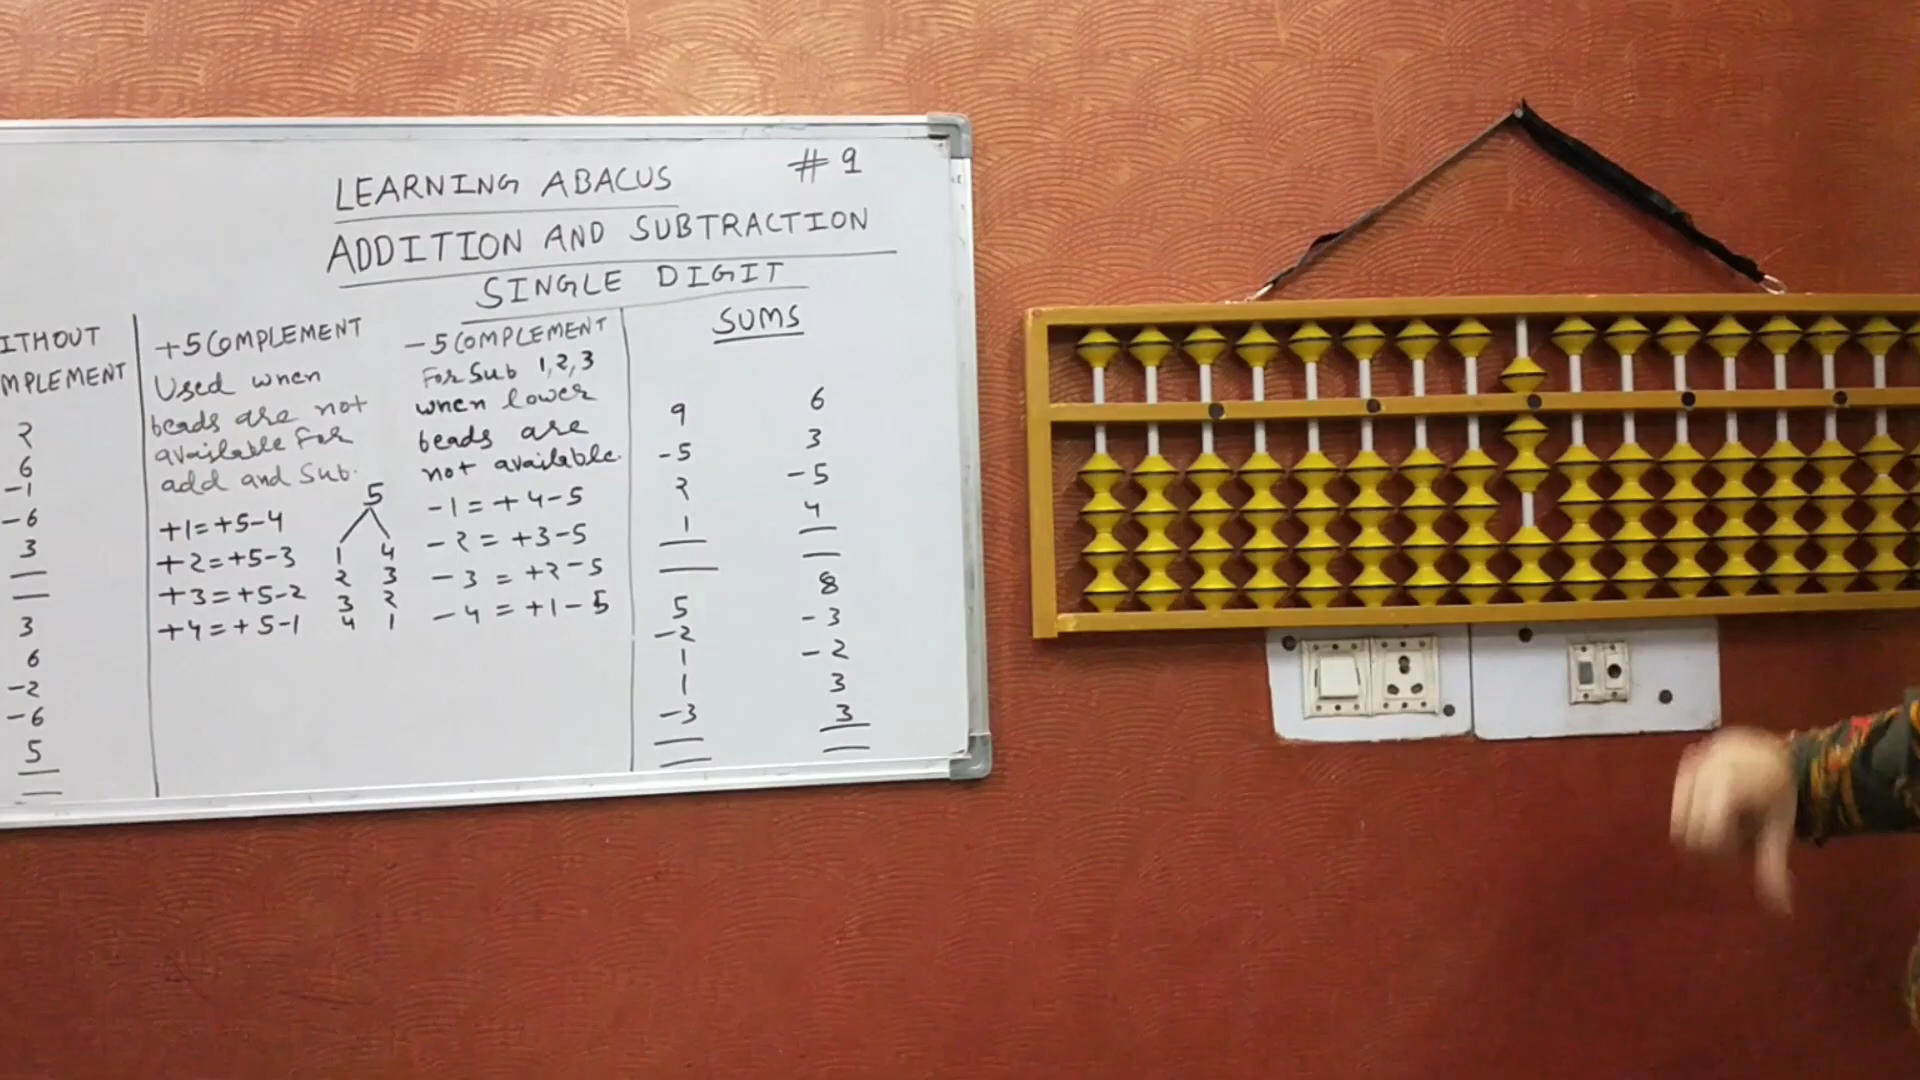 LEARNING ABACUS #9
ADDITION AND SUBTRACTION
SINGLE DIGIT
ITHOUT
MPLEMENT
2
6
-1
-6
3
3
6
-2
-6
5
+5 COMPLEMENT
Used when
beads are not
available for
add and Sub.
+1=+5-4
+2=+5-3
+3=+5-2
+4=+5-1
5
1 4
2 3
3 2
4 1
-5 COMPLEMENT
For Sub 1,2,3
when lower
beads are
not available.
-1=+4-5
-2=+3-5
-3=+2-5
-4=+1-5
SUMS
9
-5
2
1
5
-2
1
1
-3
6
3
-5
4
8
-3
-2
3
3